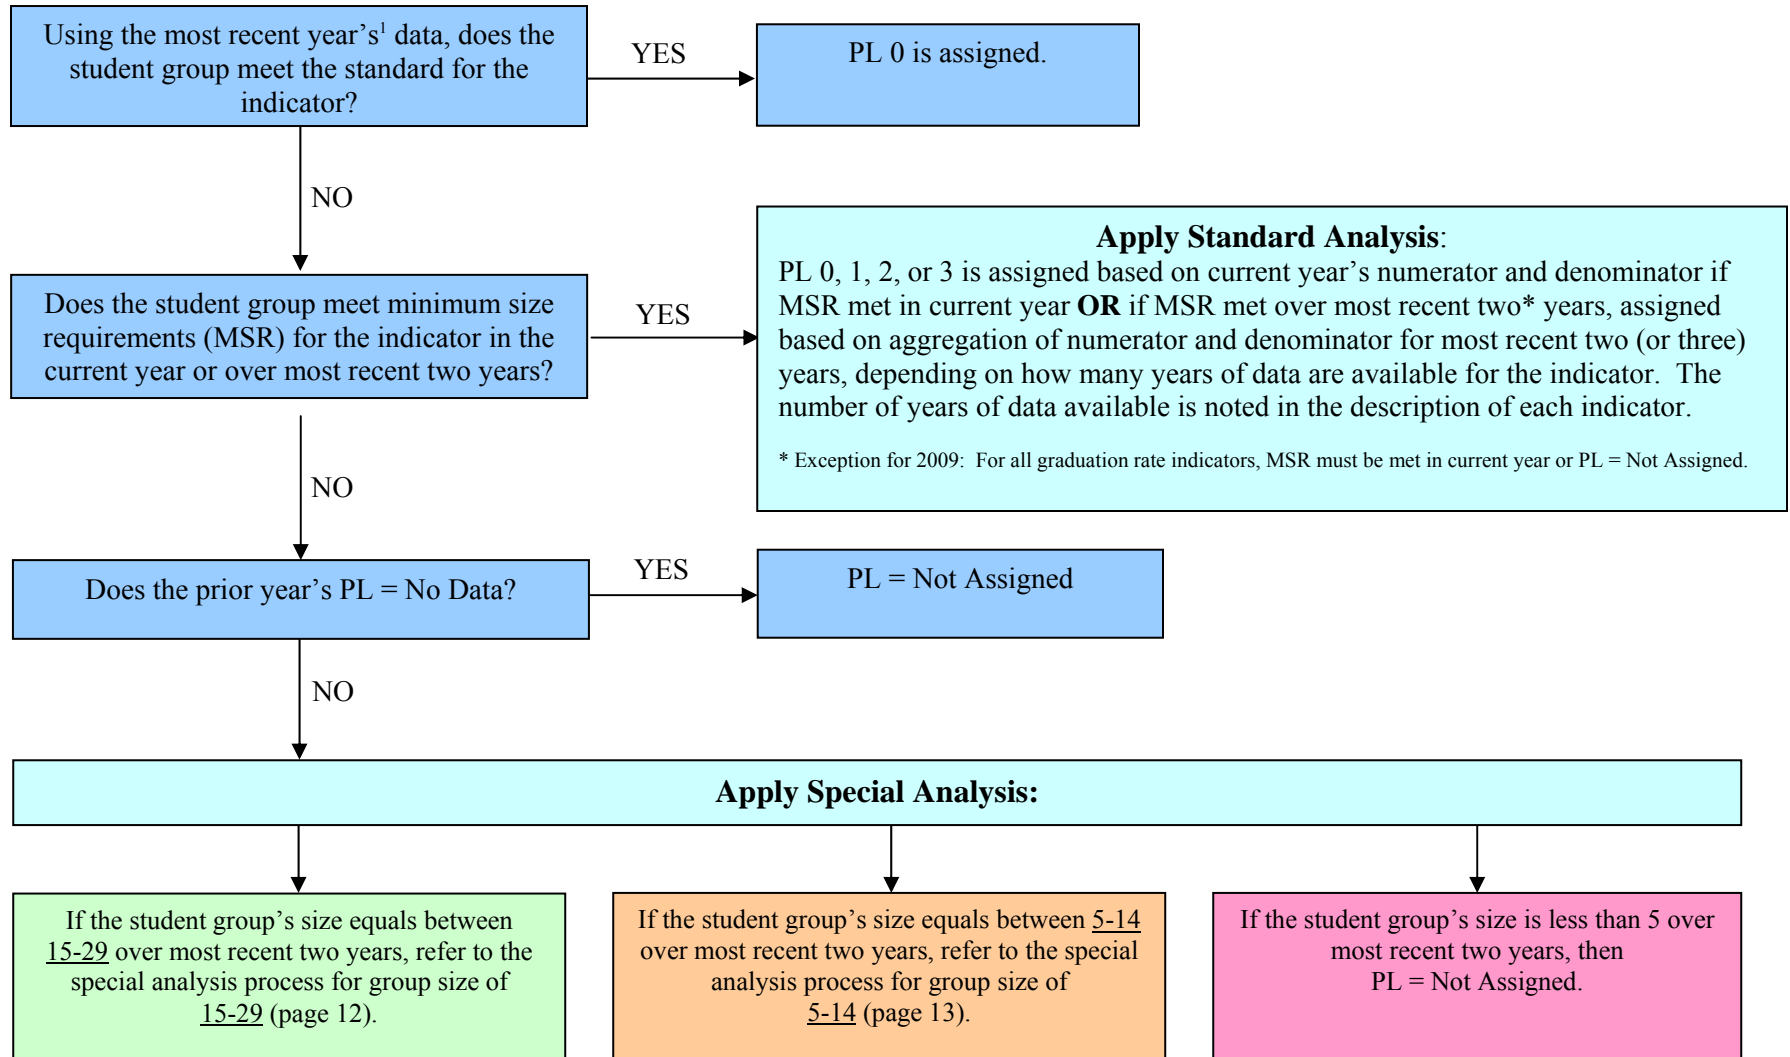 Using the most recent year’s¹ data, does the
student group meet the standard for the
indicator?
YES
PL 0 is assigned.
NO
Does the student group meet minimum size
requirements (MSR) for the indicator in the
current year or over most recent two years?
YES
Apply Standard Analysis:
PL 0, 1, 2, or 3 is assigned based on current year’s numerator and denominator if
MSR met in current year OR if MSR met over most recent two* years, assigned
based on aggregation of numerator and denominator for most recent two (or three)
years, depending on how many years of data are available for the indicator. The
number of years of data available is noted in the description of each indicator.
* Exception for 2009: For all graduation rate indicators, MSR must be met in current year or PL = Not Assigned.
NO
Does the prior year’s PL = No Data?
YES
PL = Not Assigned
NO
Apply Special Analysis:
If the student group’s size equals between
15-29 over most recent two years, refer to the
special analysis process for group size of
15-29 (page 12).
If the student group’s size equals between 5-14
over most recent two years, refer to the special
analysis process for group size of
5-14 (page 13).
If the student group’s size is less than 5 over
most recent two years, then
PL = Not Assigned.